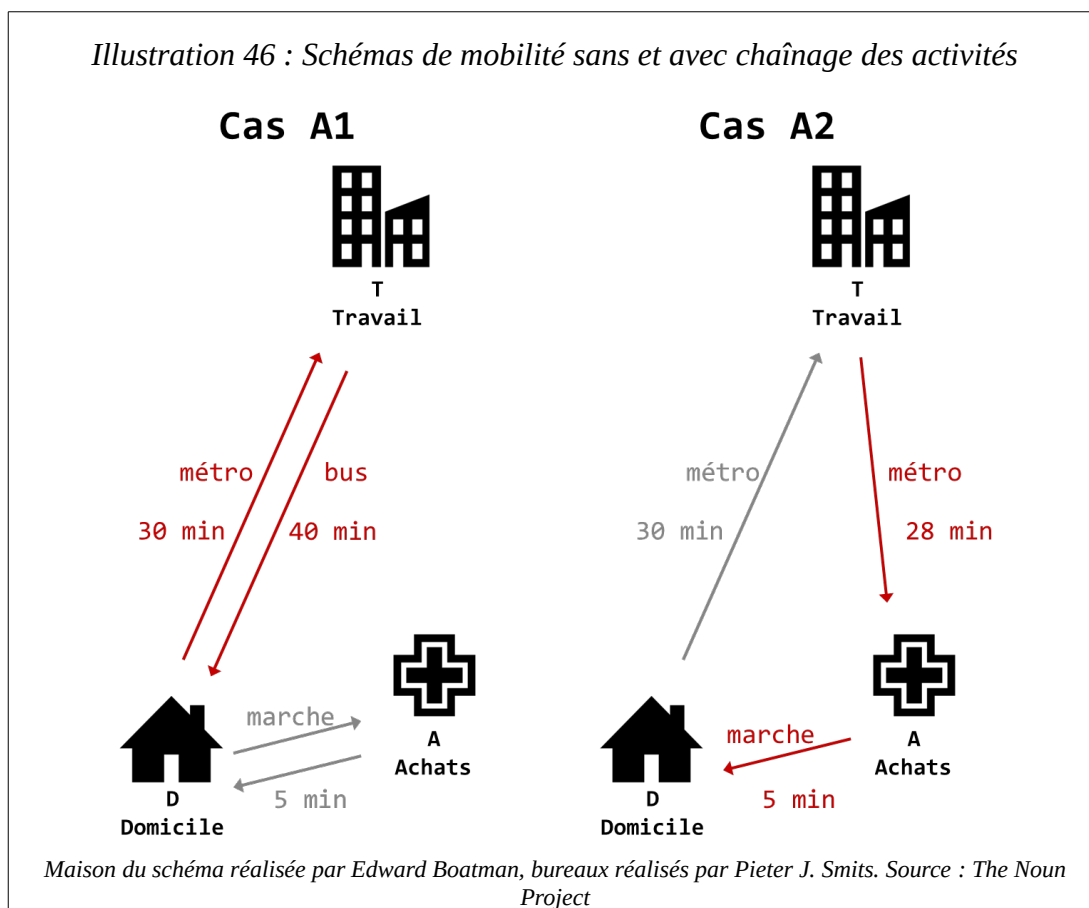 Illustration 46 : Schémas de mobilité sans et avec chaînage des activités
Cas A1
T
Travail
métro
bus
30 min
40 min
marche
5 min
A
Achats
D
Domicile
Cas A2
T
Travail
métro
métro
30 min
28 min
marche
5 min
A
Achats
D
Domicile
Maison du schéma réalisée par Edward Boatman, bureaux réalisés par Pieter J. Smits. Source : The Noun
Project